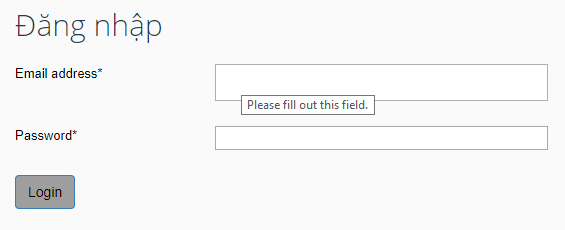 Đăng nhập
Email address*
Please fill out this field.
Password*
Login